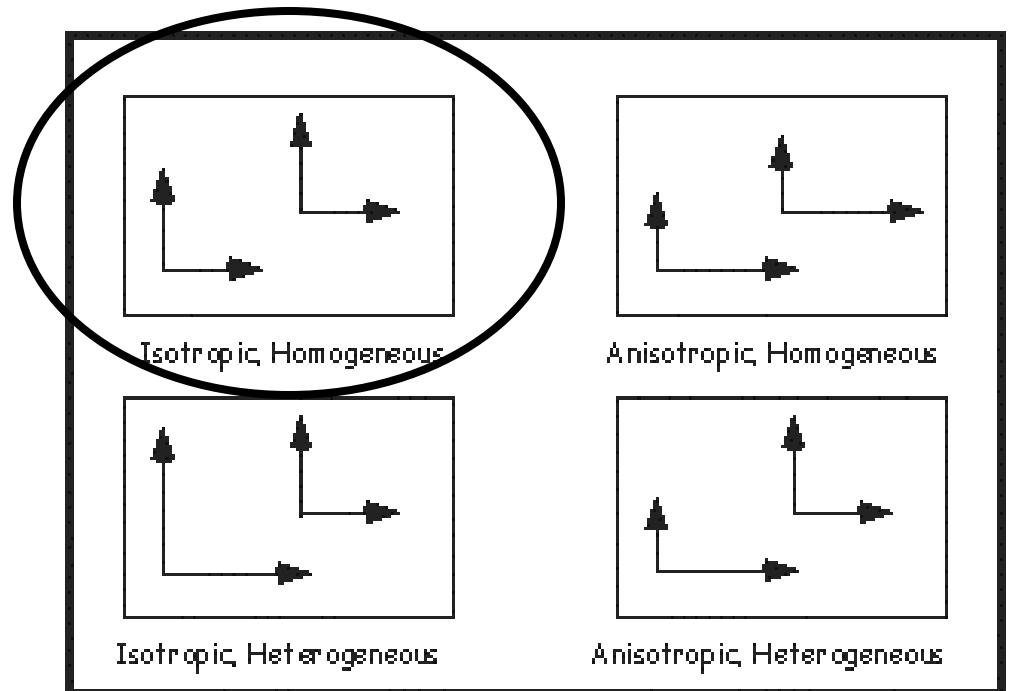 Isotropic, Homogeneous
Anisotropic, Homogeneous
Isotropic, Heterogeneous
Anisotropic, Heterogeneous